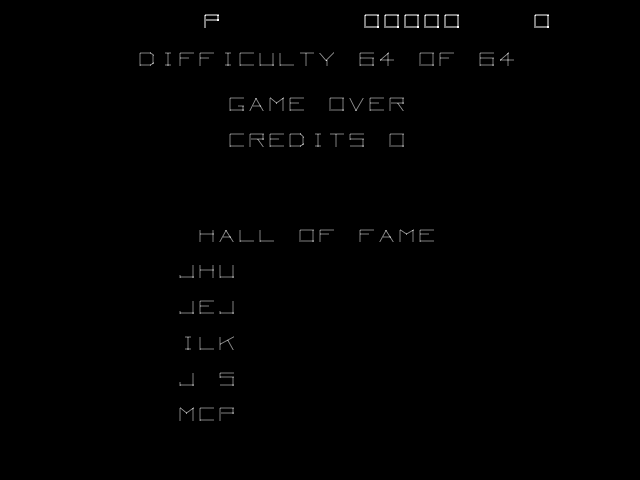 P 00000 0
DIFFICULTY 64 OF 64
GAME OVER
CREDITS 0
HALL OF FAME
JHU
JEJ
ILK
J S
MCP